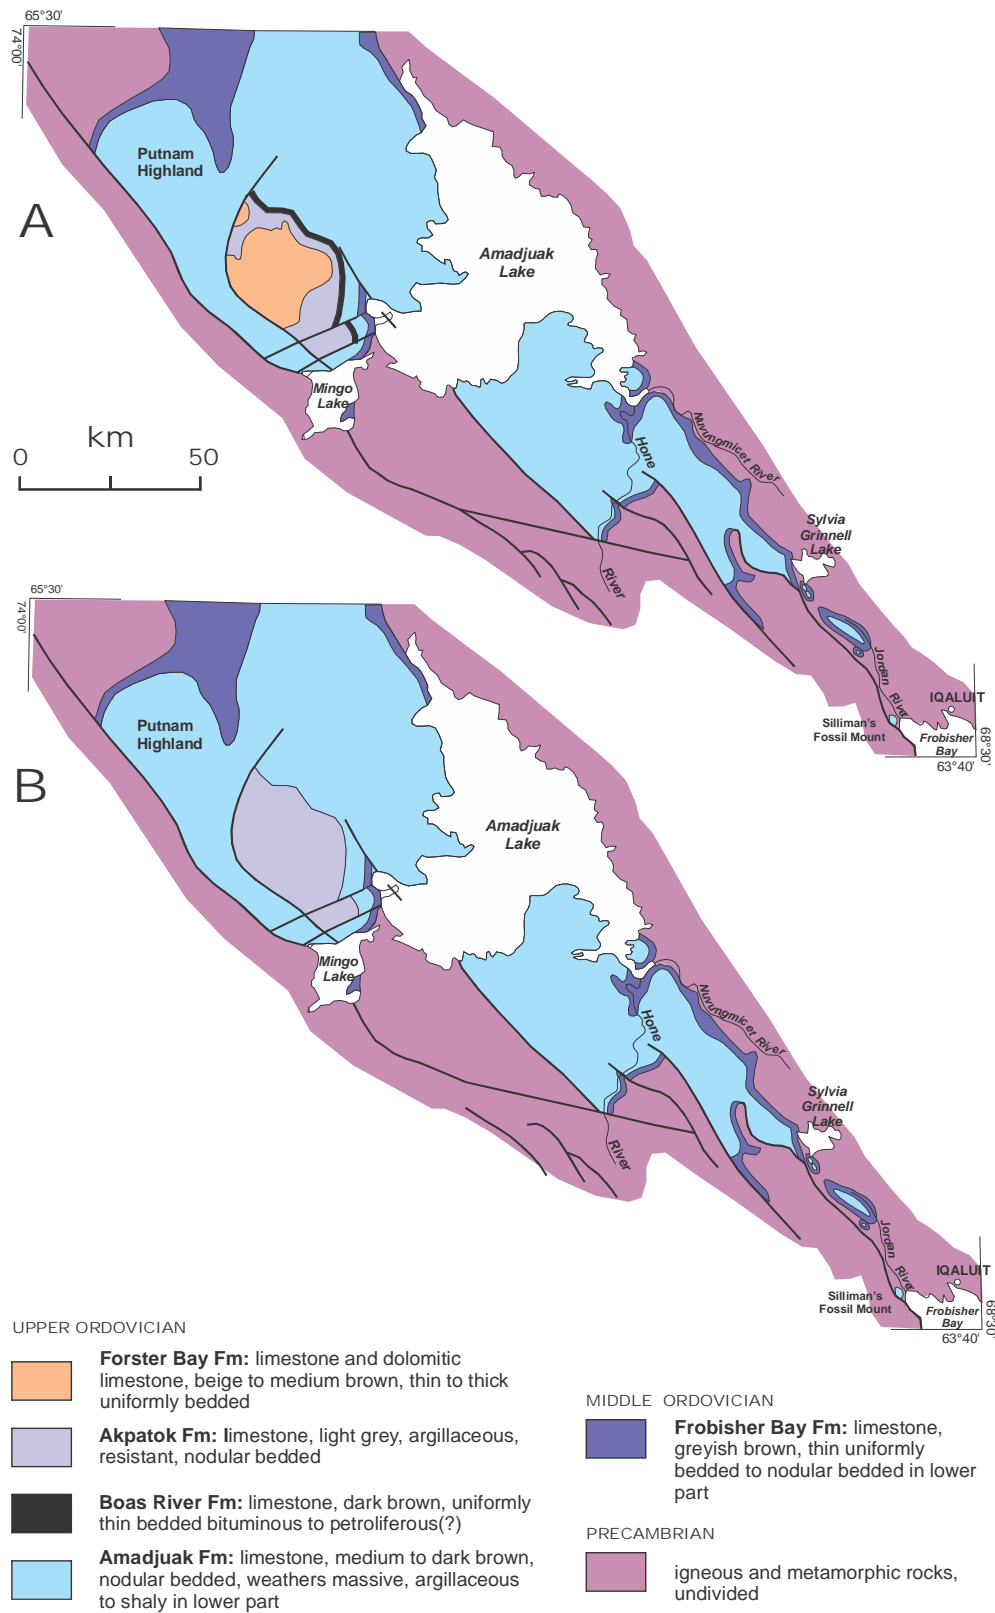 65°30'
74°00'
Putnam
Highland
A
Amadjuak
Lake
Mingo
Lake
km
0 50
Hone
River
Nuvungmicet River
Sylvia
Grinnell
Lake
Jordan
River
IQALUIT
Silliman's
Fossil Mount
Frobisher
Bay
68°30'
63°40'
65°30'
74°00'
Putnam
Highland
B
Amadjuak
Lake
Mingo
Lake
Hone
River
Nuvungmicet River
Sylvia
Grinnell
Lake
Jordan
River
IQALUIT
Silliman's
Fossil Mount
Frobisher
Bay
68°30'
63°40'
UPPER ORDOVICIAN
Forster Bay Fm: limestone and dolomitic
limestone, beige to medium brown, thin to thick
uniformly bedded
Akpatok Fm: limestone, light grey, argillaceous,
resistant, nodular bedded
Boas River Fm: limestone, dark brown, uniformly
thin bedded bituminous to petroliferous(?)
Amadjuak Fm: limestone, medium to dark brown,
nodular bedded, weathers massive, argillaceous
to shaly in lower part
MIDDLE ORDOVICIAN
Frobisher Bay Fm: limestone,
greyish brown, thin uniformly
bedded to nodular bedded in lower
part
PRECAMBRIAN
igneous and metamorphic rocks,
undivided